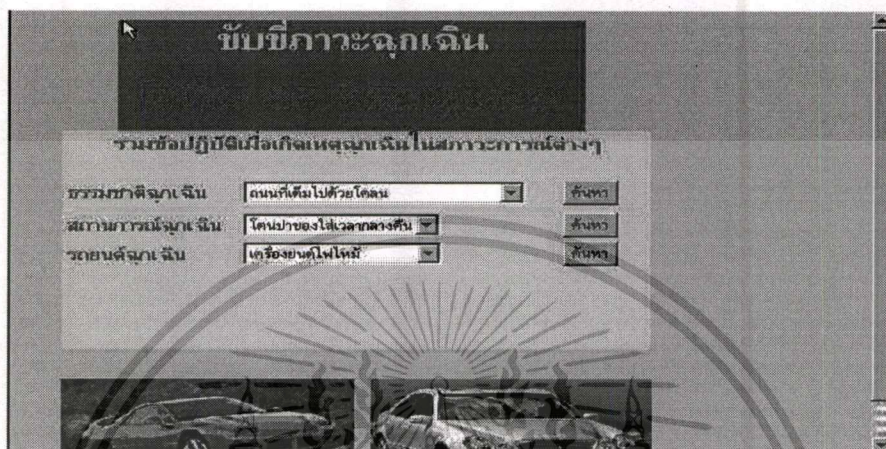 ขับขี่ภาวะฉุกเฉิน
รวมข้อปฏิบัติเมื่อเกิดเหตุฉุกเฉินในสภาวะการณ์ต่างๆ
ธรรมชาติฉุกเฉิน ถนนที่เต็มไปด้วยโคลน ค้นหา
สถานการณ์ฉุกเฉิน โดนปาของใส่เวลากลางคืน ค้นหา
รถยนต์ฉุกเฉิน เครื่องยนต์ไฟไหม้ ค้นหา